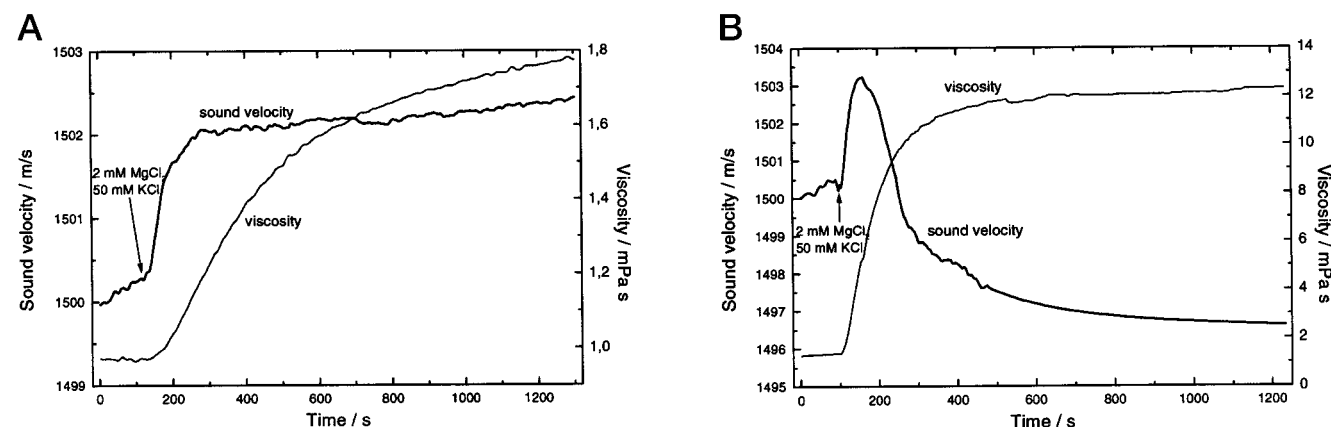 A
1503
1502
1501
1500
1499
Sound velocity / m/s
sound velocity
2 mM MgCl
50 mM KCl
viscosity
1,8
1,6
1,4
1,2
1,0
Viscosity / mPa s
0
200
400
600
800
1000
1200
Time / s
B
1504
1503
1502
1501
1500
1499
1498
1497
1496
1495
Sound velocity / m/s
viscosity
2 mM MgCl
50 mM KCl
sound velocity
14
12
10
8
6
4
2
0
Viscosity / mPa s
0
200
400
600
800
1000
1200
Time / s